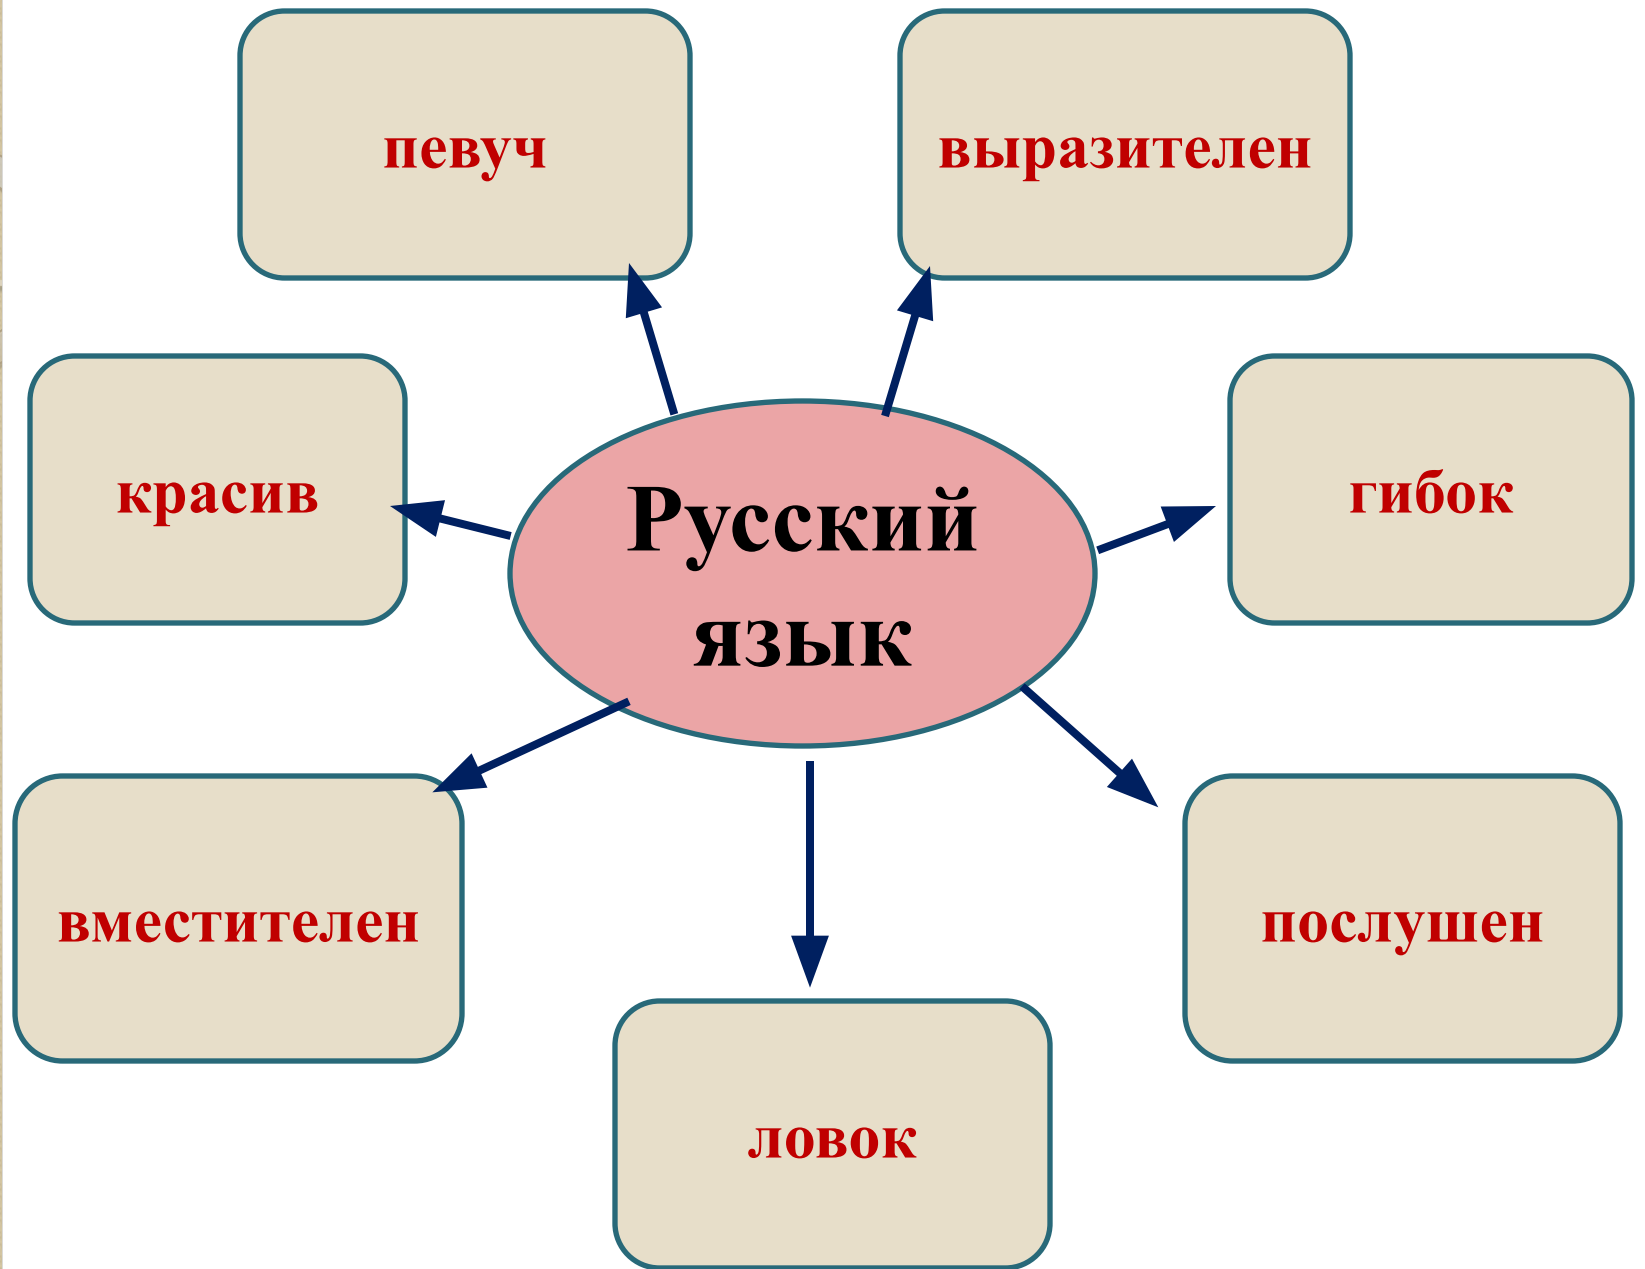 певуч
выразителен
красив
гибок
Русский
язык
вместителен
послушен
ловок